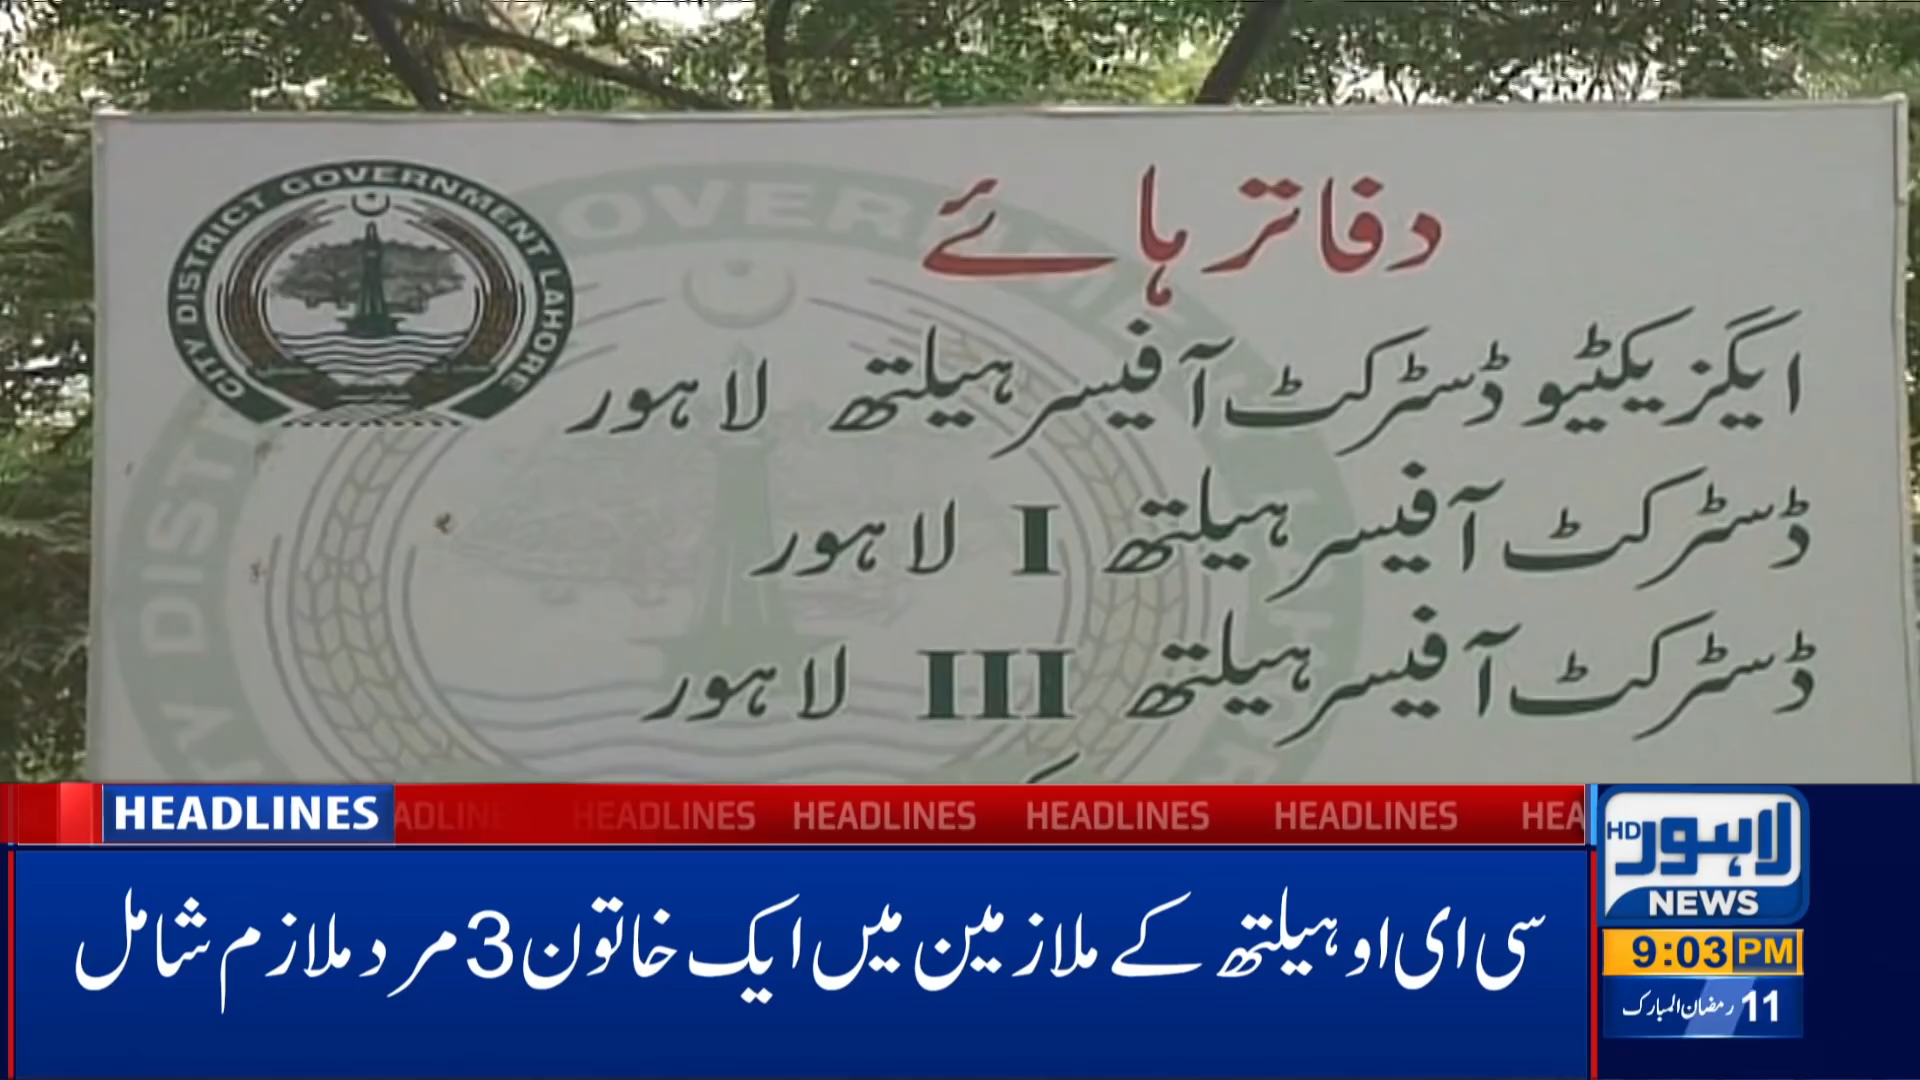 CITY DISTRICT GOVERNMENT LAHORE
دفاتر ہائے
ایگزیکٹیو ڈسٹرکٹ آفیسر ہیلتھ لاہور
ڈسٹرکٹ آفیسر ہیلتھ I لاہور
ڈسٹرکٹ آفیسر ہیلتھ III لاہور
HEADLINES
HEADLINES HEADLINES HEADLINES HEADLINES
سی ای او ہیلتھ کے ملازمین میں ایک خاتون 3 مرد ملازم شامل
لاہور HD
NEWS
9:03 PM
11 رمضان المبارک